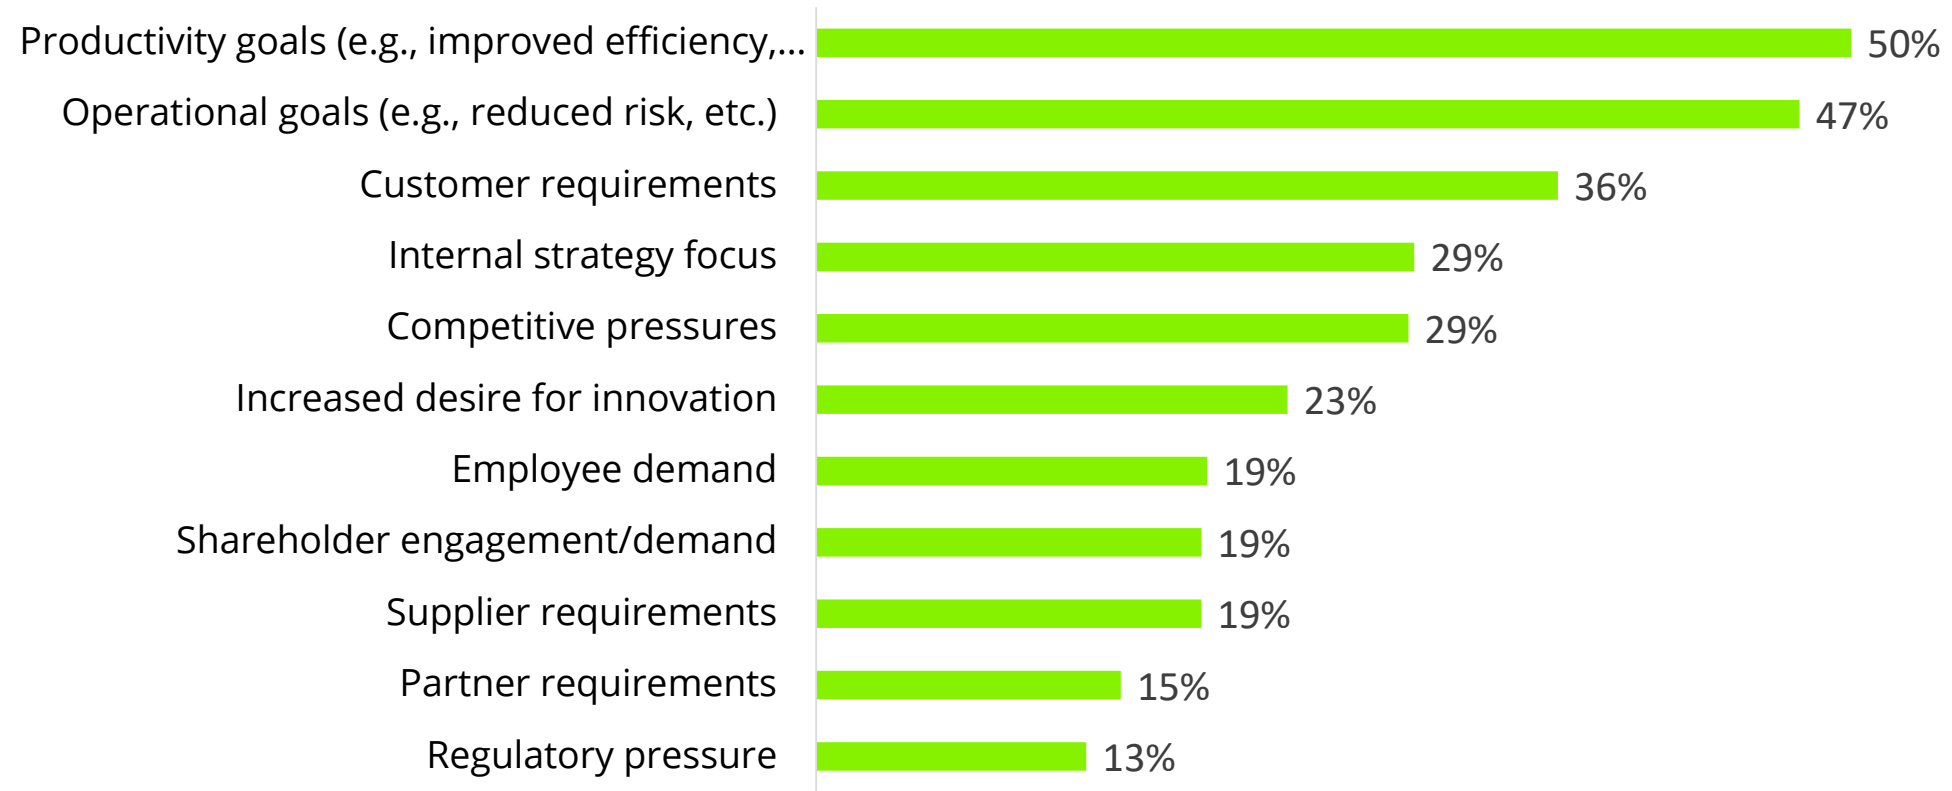 Productivity goals (e.g., improved efficiency,... 50%
Operational goals (e.g., reduced risk, etc.) 47%
Customer requirements 36%
Internal strategy focus 29%
Competitive pressures 29%
Increased desire for innovation 23%
Employee demand 19%
Shareholder engagement/demand 19%
Supplier requirements 19%
Partner requirements 15%
Regulatory pressure 13%